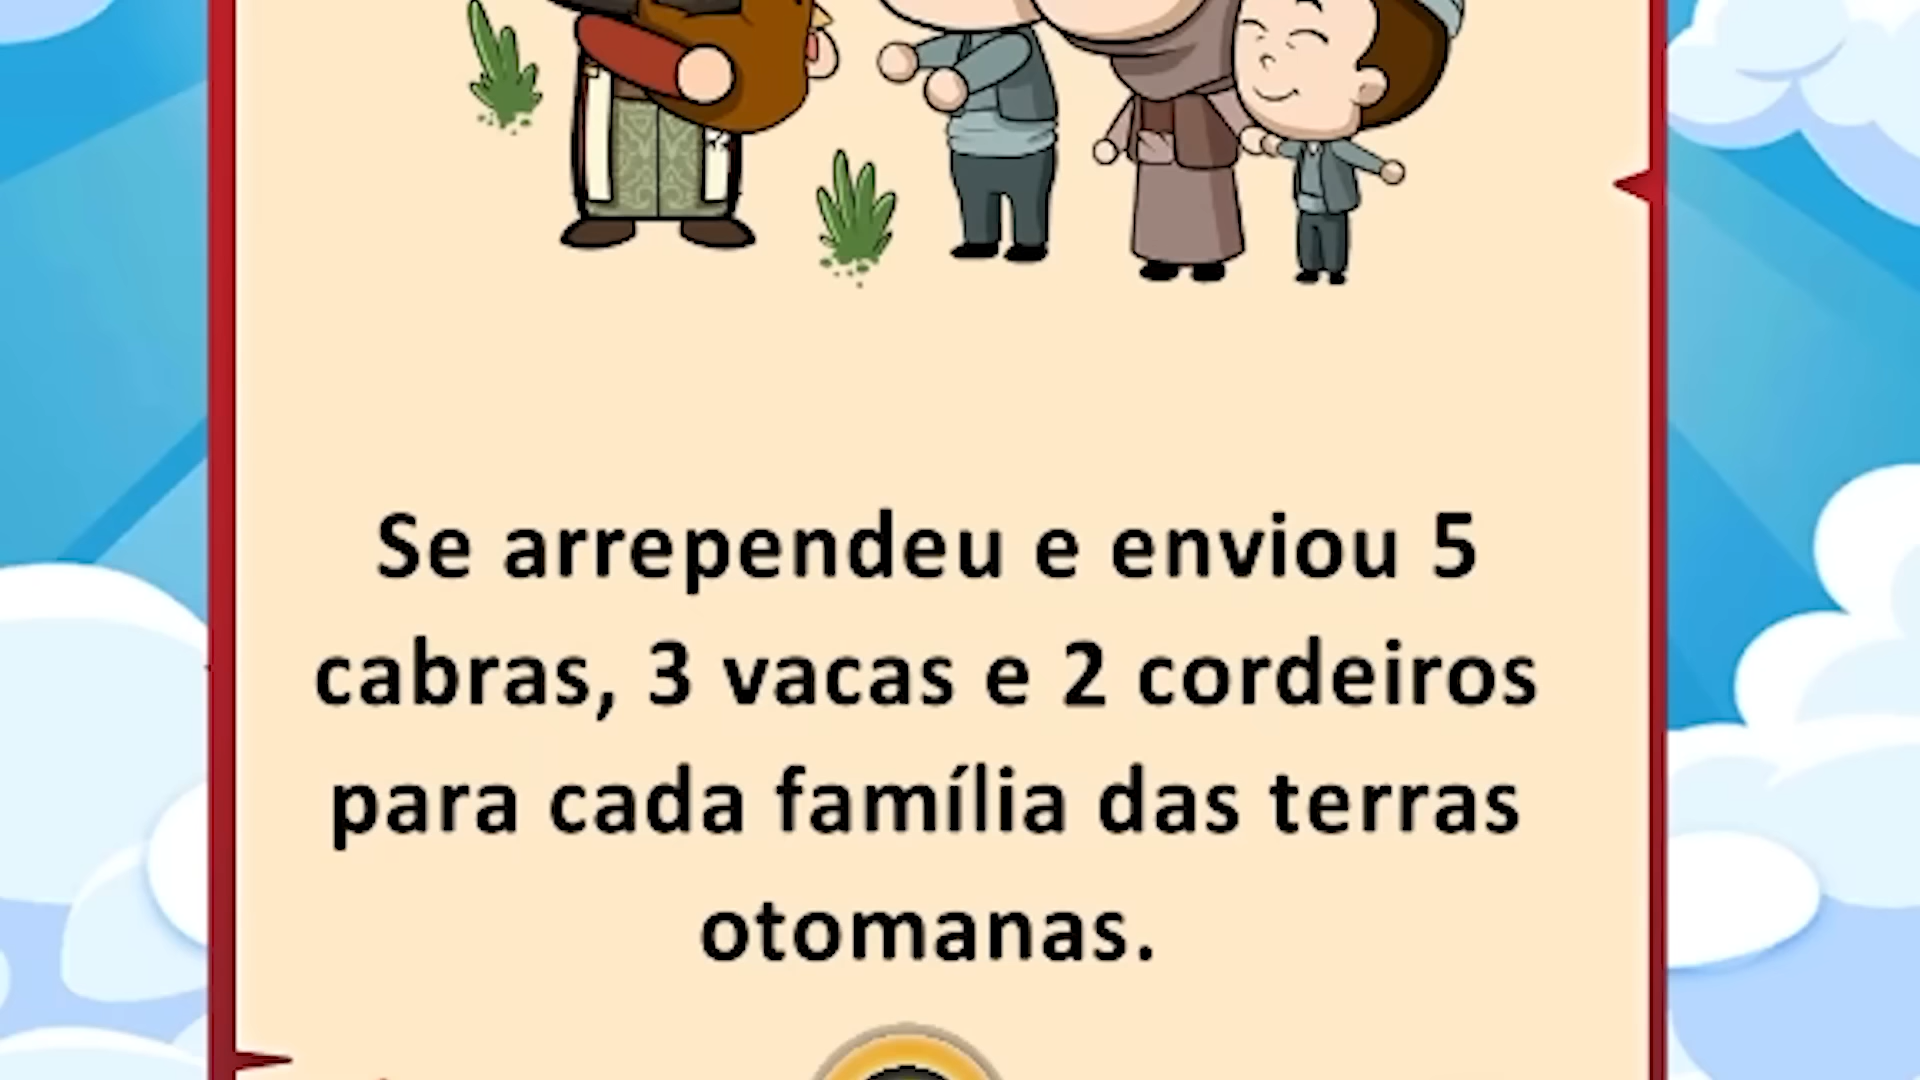 Se arrependeu e enviou 5
cabras, 3 vacas e 2 cordeiros
para cada família das terras
otomanas.